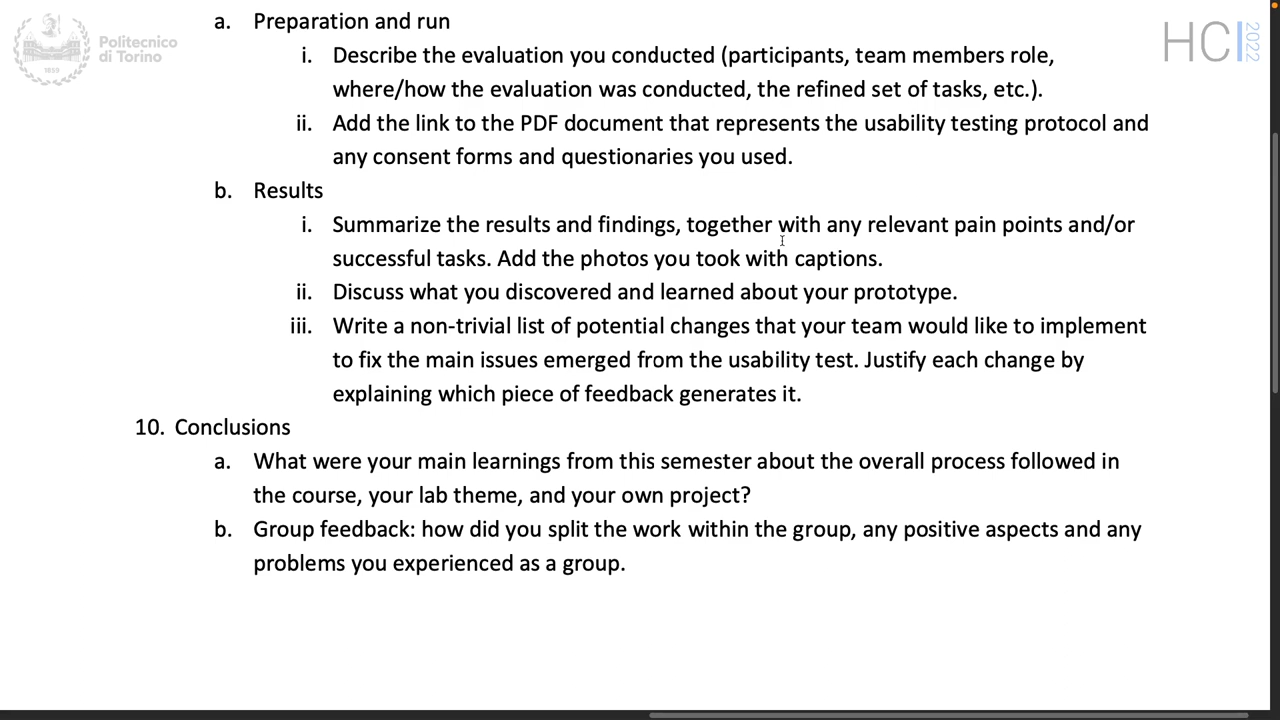 a. Preparation and run
i. Describe the evaluation you conducted (participants, team members role,
where/how the evaluation was conducted, the refined set of tasks, etc.).
ii. Add the link to the PDF document that represents the usability testing protocol and
any consent forms and questionaries you used.
b. Results
i. Summarize the results and findings, together with any relevant pain points and/or
successful tasks. Add the photos you took with captions.
ii. Discuss what you discovered and learned about your prototype.
iii. Write a non-trivial list of potential changes that your team would like to implement
to fix the main issues emerged from the usability test. Justify each change by
explaining which piece of feedback generates it.
10. Conclusions
a. What were your main learnings from this semester about the overall process followed in
the course, your lab theme, and your own project?
b. Group feedback: how did you split the work within the group, any positive aspects and any
problems you experienced as a group.
Politecnico
di Torino
1859
HCI
2022